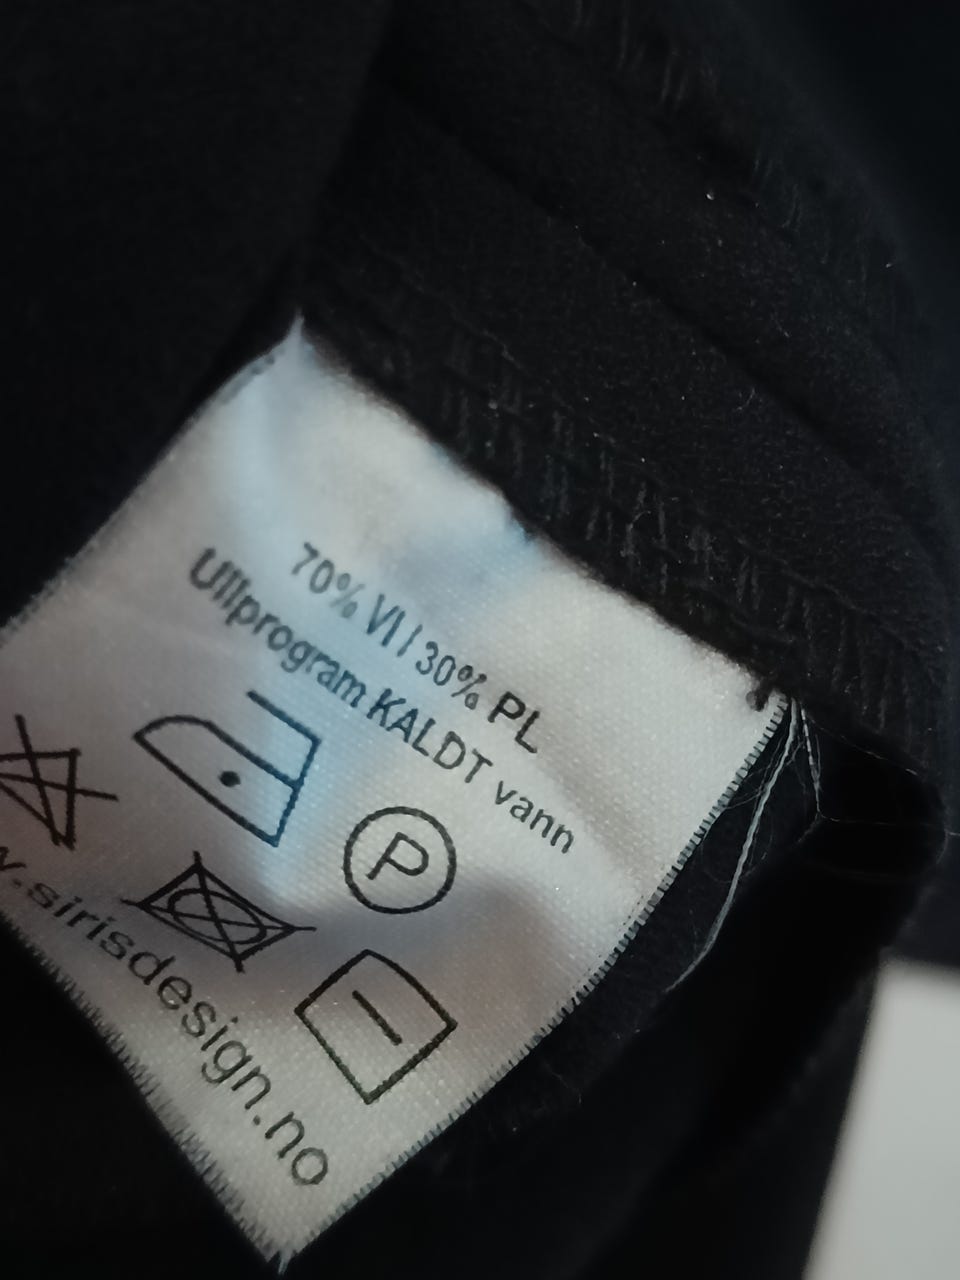 70% VI / 30% PL
Ullprogram KALDT vann
P
w.sirisdesign.no